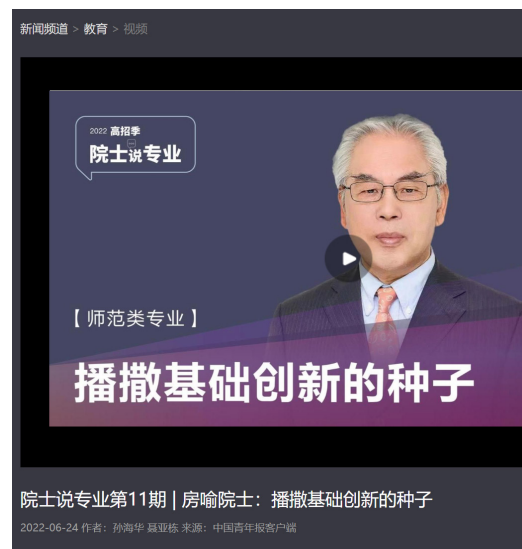 新闻频道 > 教育 > 视频
2022 高招季
院士说专业
【师范类专业】
播撒基础创新的种子
院士说专业第11期 | 房喻院士：播撒基础创新的种子
2022-06-24 作者：孙海华 聂亚栋 来源：中国青年报客户端